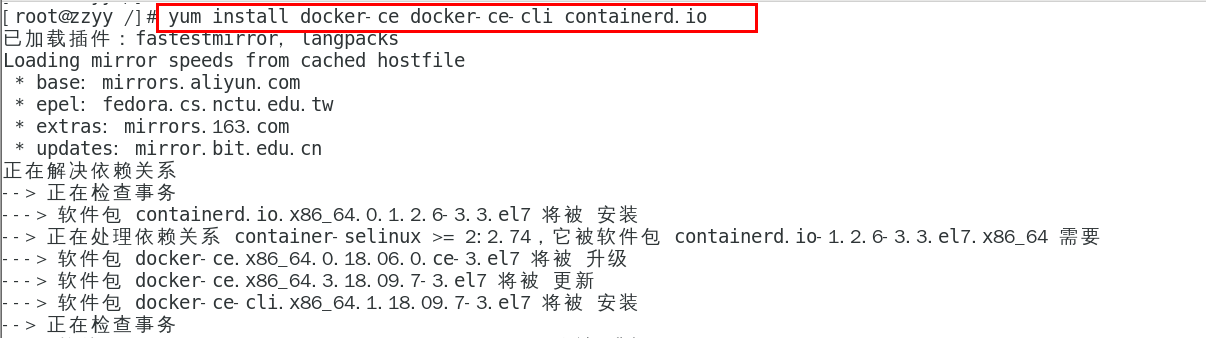 [root@zzyy /]# yum install docker-ce docker-ce-cli containerd.io
已加载插件：fastestmirror, langpacks
Loading mirror speeds from cached hostfile
 * base: mirrors.aliyun.com
 * epel: fedora.cs.nctu.edu.tw
 * extras: mirrors.163.com
 * updates: mirror.bit.edu.cn
正在解决依赖关系
--> 正在检查事务
---> 软件包 containerd.io.x86_64.0.1.2.6-3.3.el7 将被 安装
--> 正在处理依赖关系 container-selinux >= 2:2.74，它被软件包 containerd.io-1.2.6-3.3.el7.x86_64 需要
---> 软件包 docker-ce.x86_64.0.18.06.0.ce-3.el7 将被 升级
---> 软件包 docker-ce.x86_64.3.18.09.7-3.el7 将被 更新
---> 软件包 docker-ce-cli.x86_64.1.18.09.7-3.el7 将被 安装
--> 正在检查事务